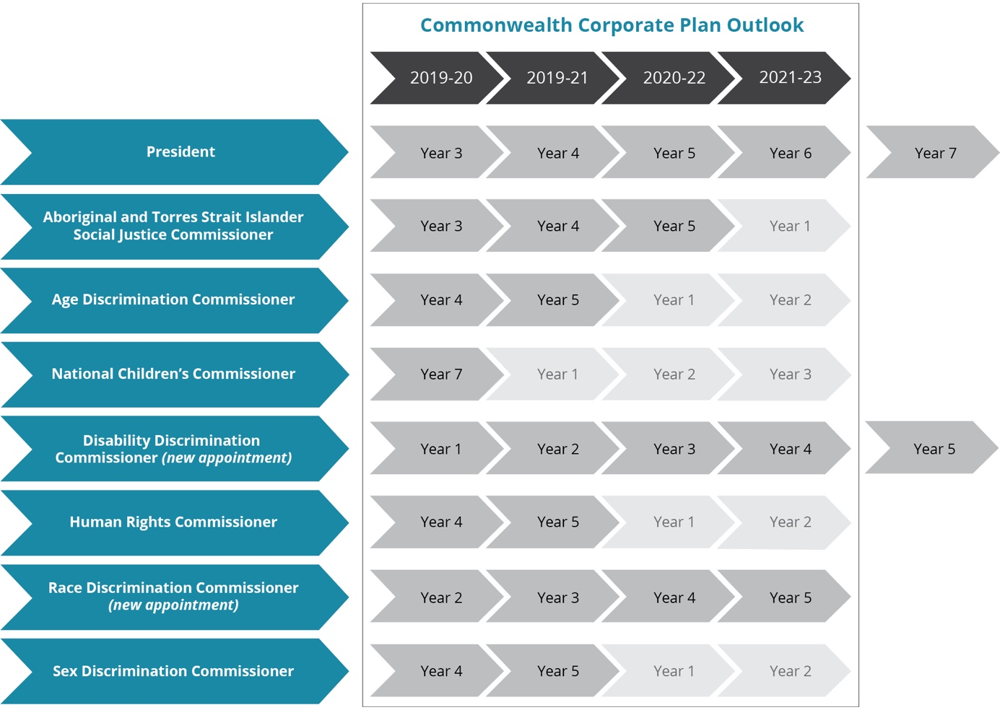 Commonwealth Corporate Plan Outlook
2019-20 2019-21 2020-22 2021-23
President Year 3 Year 4 Year 5 Year 6 Year 7
Aboriginal and Torres Strait Islander
Social Justice Commissioner Year 3 Year 4 Year 5 Year 1
Age Discrimination Commissioner Year 4 Year 5 Year 1 Year 2
National Children’s Commissioner Year 7 Year 1 Year 2 Year 3
Disability Discrimination
Commissioner (new appointment) Year 1 Year 2 Year 3 Year 4 Year 5
Human Rights Commissioner Year 4 Year 5 Year 1 Year 2
Race Discrimination Commissioner
(new appointment) Year 2 Year 3 Year 4 Year 5
Sex Discrimination Commissioner Year 4 Year 5 Year 1 Year 2